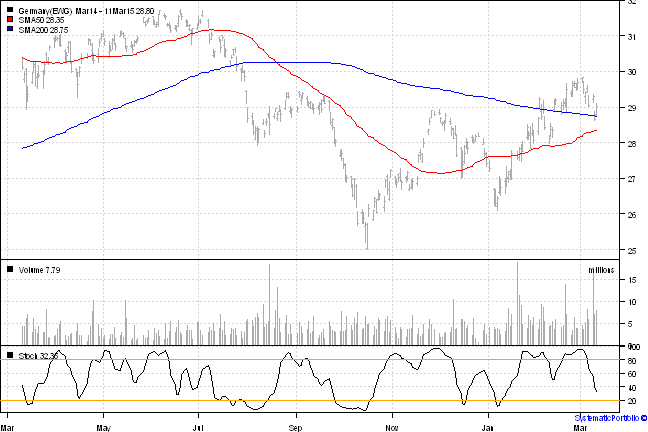 Germany(EWG) Mar14 - 11Mar15 28.80
SMA50 28.35
SMA200 28.75
32
31
30
29
28
27
26
25
Volume 7.79
millions
15
10
5
0
Stoch 32.35
100
80
60
40
20
Mar
May
Jul
Sep
Nov
Jan
Mar
SystematicPortfolio ©